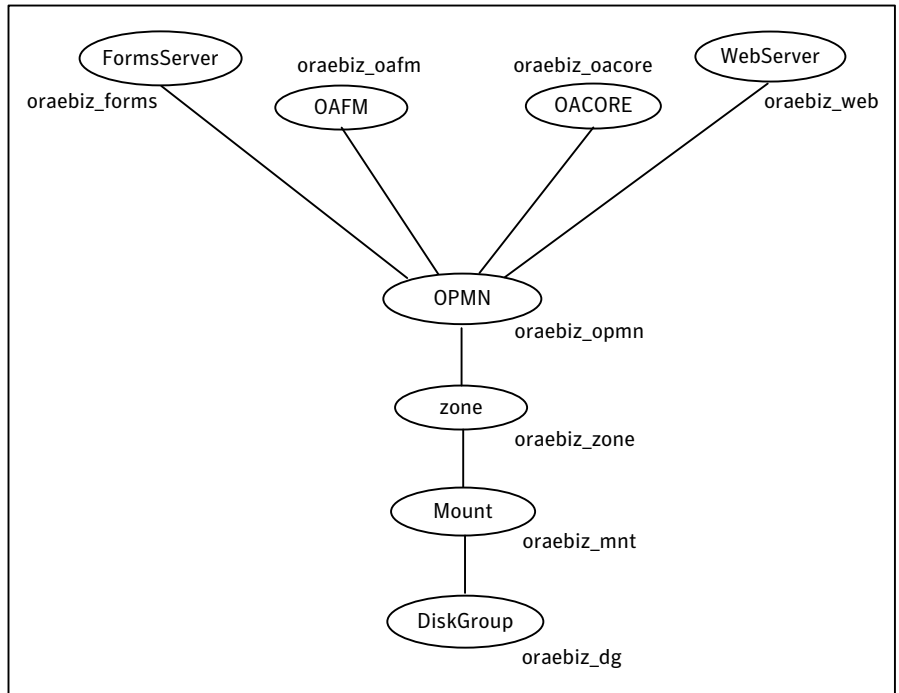 FormsServer
oraebiz_forms
oraebiz_oafm
OAFM
oraebiz_oacore
OACORE
WebServer
oraebiz_web
OPMN
oraebiz_opmn
zone
oraebiz_zone
Mount
oraebiz_mnt
DiskGroup
oraebiz_dg